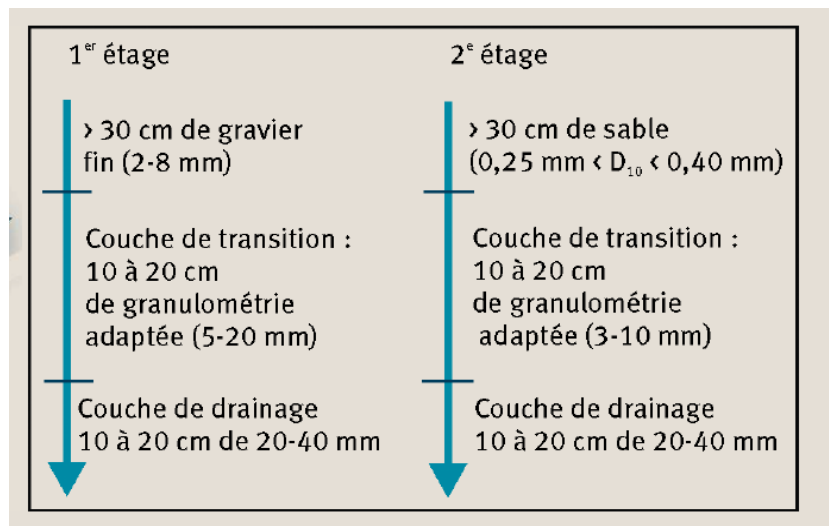 1er étage
> 30 cm de gravier
fin (2-8 mm)
Couche de transition :
10 à 20 cm
de granulométrie
adaptée (5-20 mm)
Couche de drainage
10 à 20 cm de 20-40 mm
2e étage
> 30 cm de sable
(0,25 mm < D10 < 0,40 mm)
Couche de transition :
10 à 20 cm
de granulométrie
adaptée (3-10 mm)
Couche de drainage
10 à 20 cm de 20-40 mm